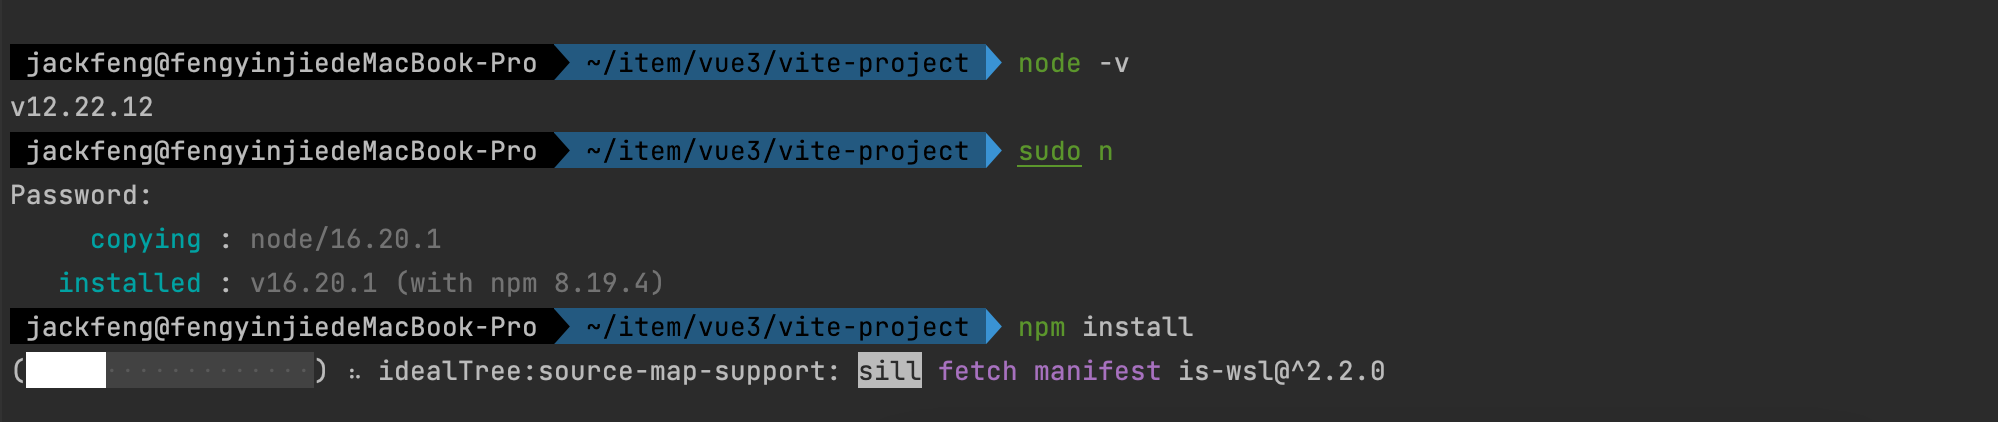 jackfeng@fengyinjiedeMacBook-Pro ~/item/vue3/vite-project node -v
v12.22.12
jackfeng@fengyinjiedeMacBook-Pro ~/item/vue3/vite-project sudo n
Password:
copying : node/16.20.1
installed : v16.20.1 (with npm 8.19.4)
jackfeng@fengyinjiedeMacBook-Pro ~/item/vue3/vite-project npm install
(·············) ⠦ idealTree:source-map-support: sill fetch manifest is-wsl@^2.2.0